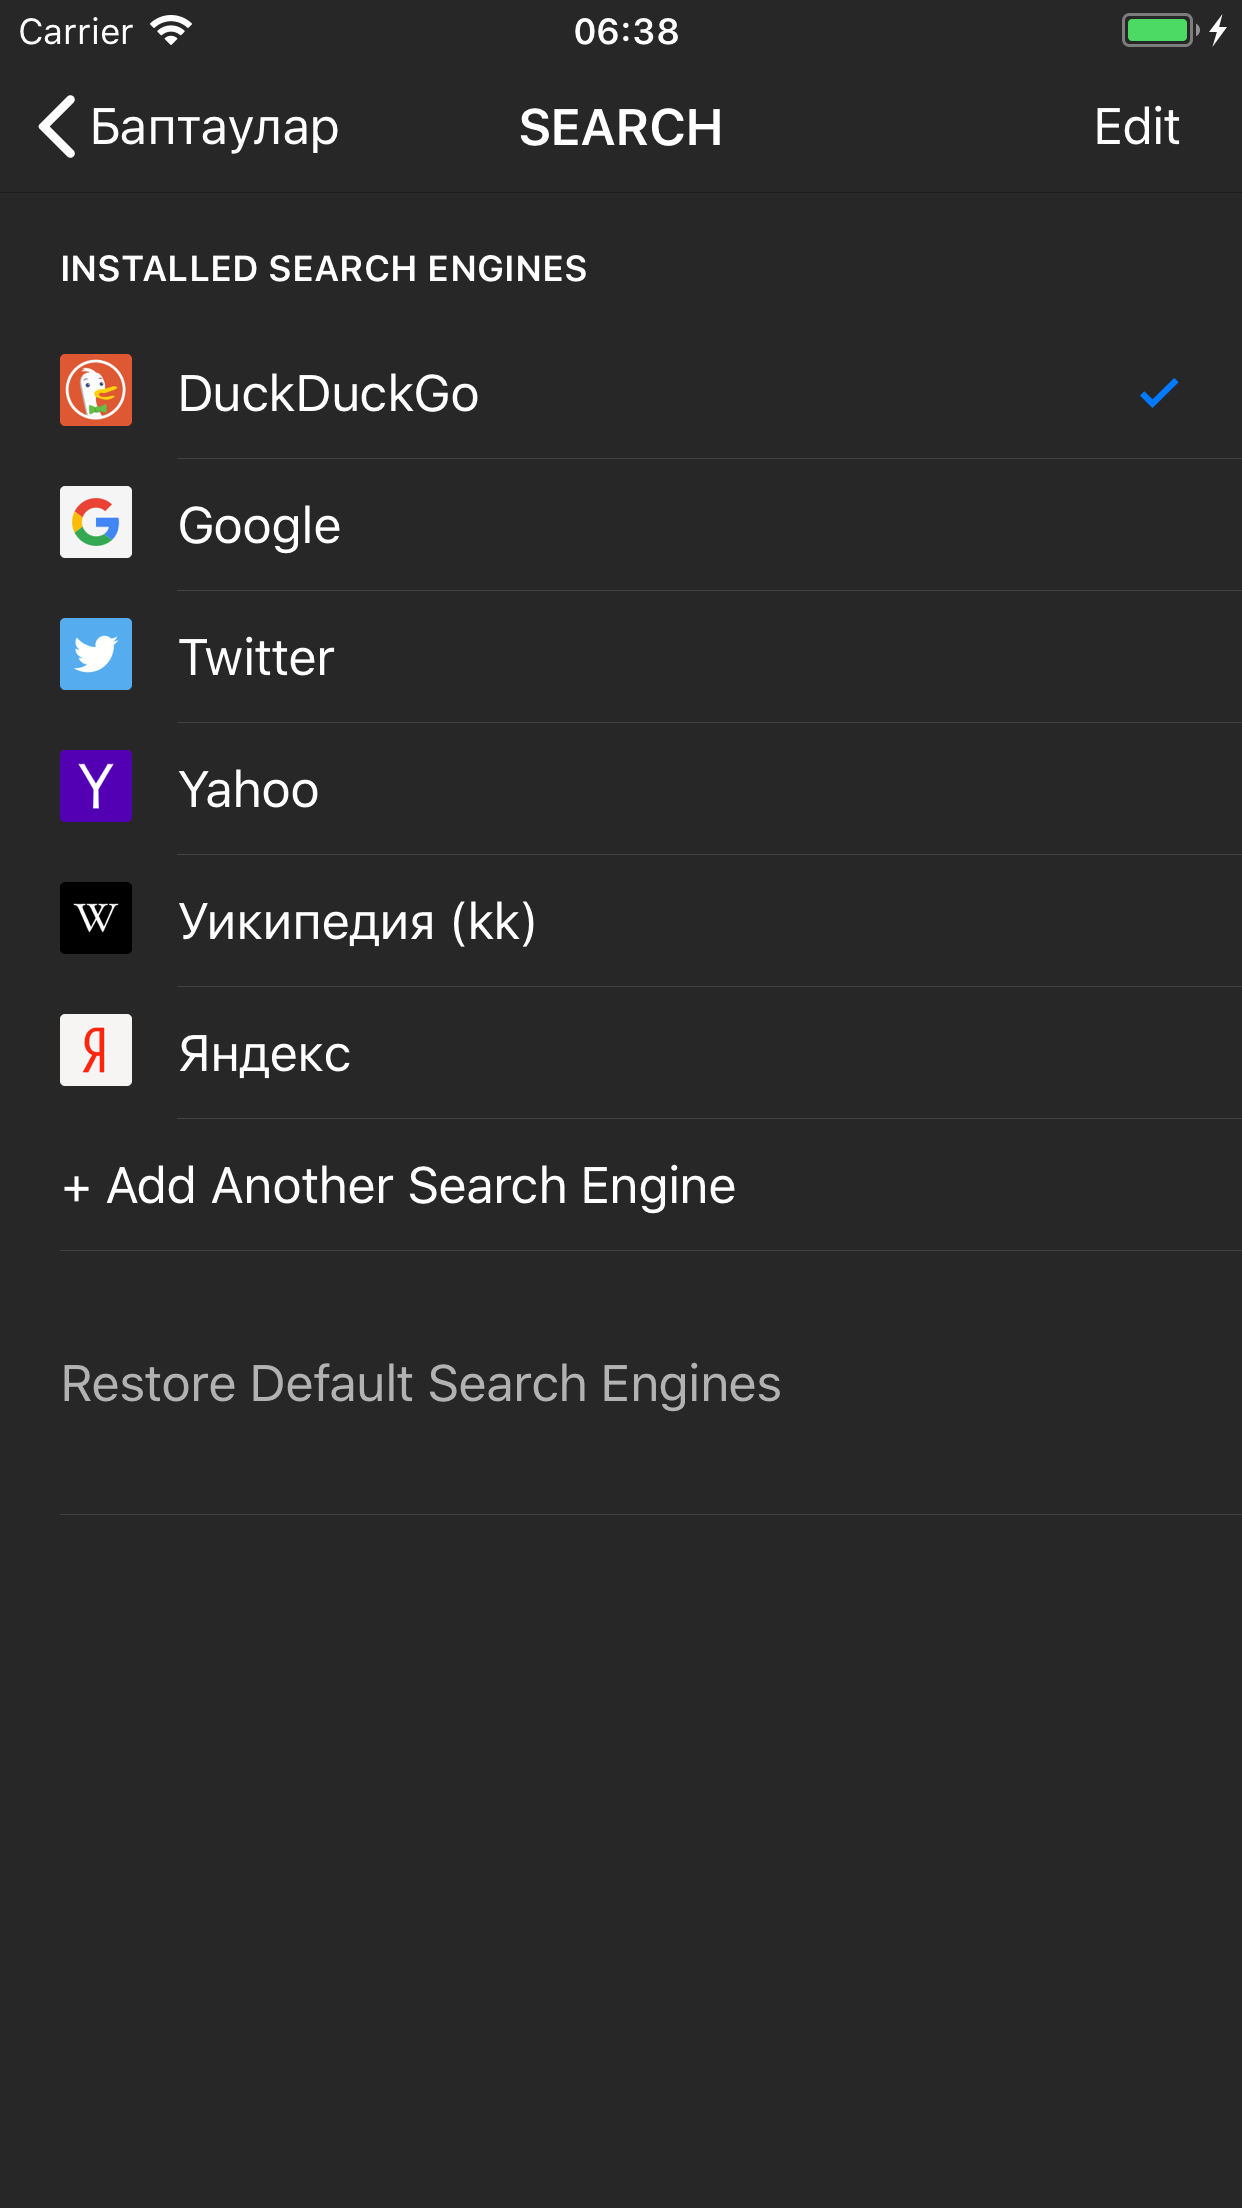 Carrier 06:38
Баптаулар SEARCH Edit
INSTALLED SEARCH ENGINES
DuckDuckGo
Google
Twitter
Yahoo
Уикипедия (kk)
Яндекс
+ Add Another Search Engine
Restore Default Search Engines